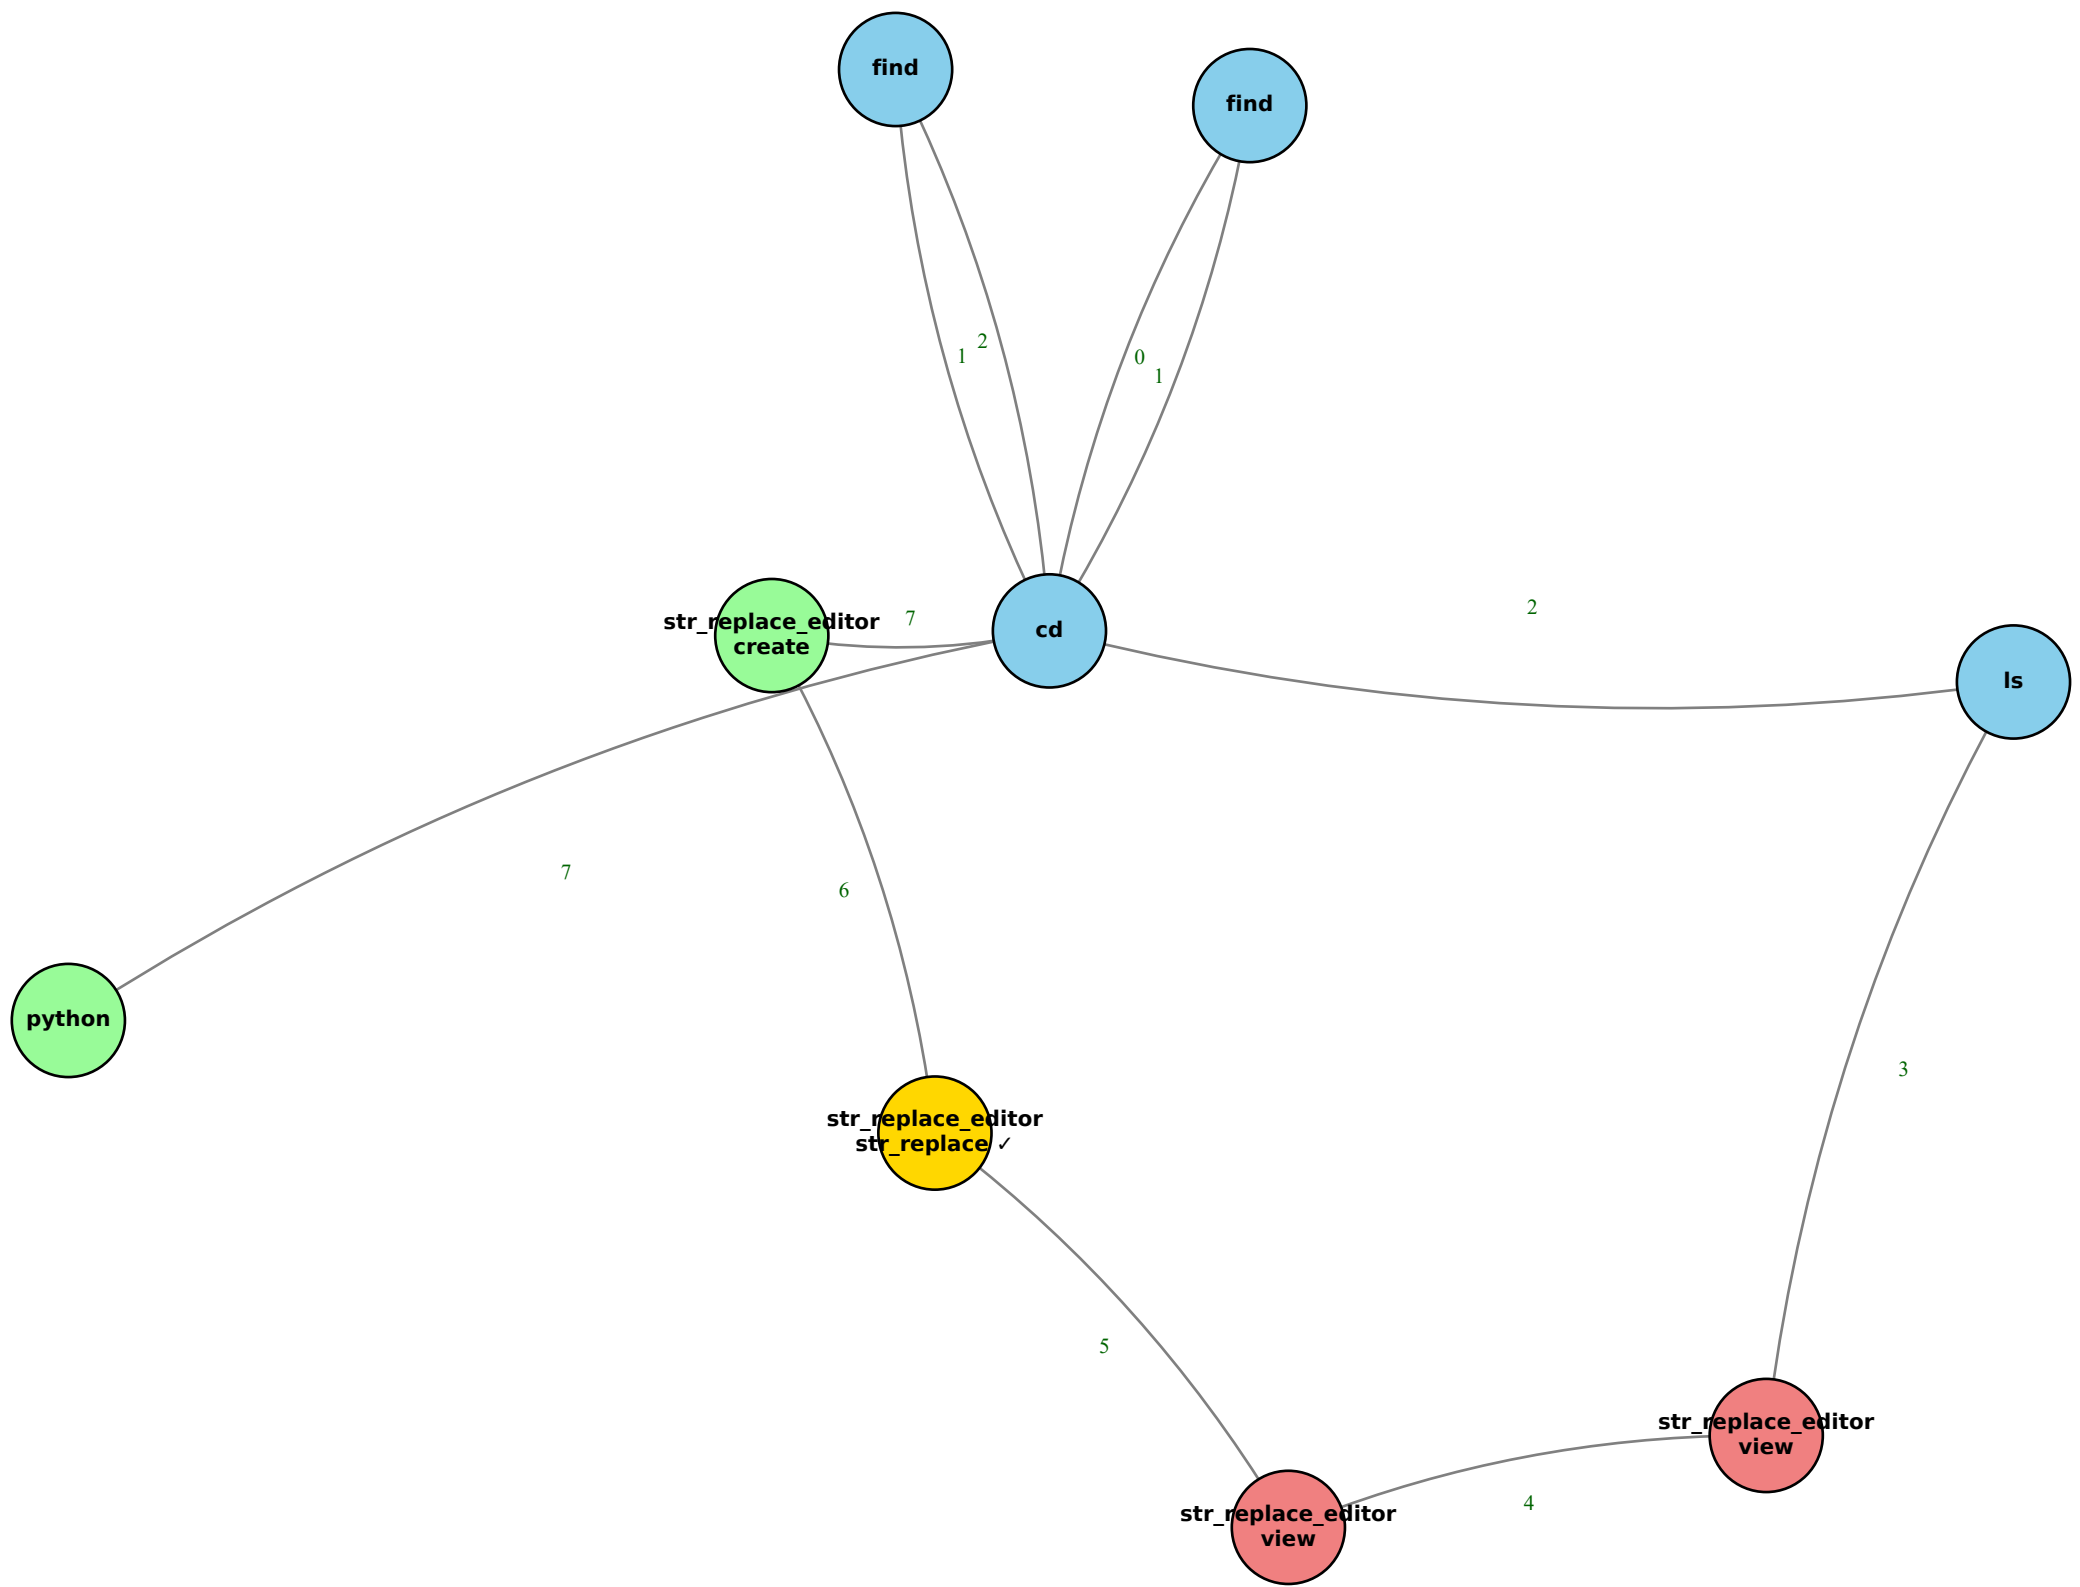 find
find
2
1
0
1
2
str_replace_editor
create
7
cd
ls
7
6
python
3
str_replace_editor
str_replace ✓
5
str_replace_editor
view
4
str_replace_editor
view